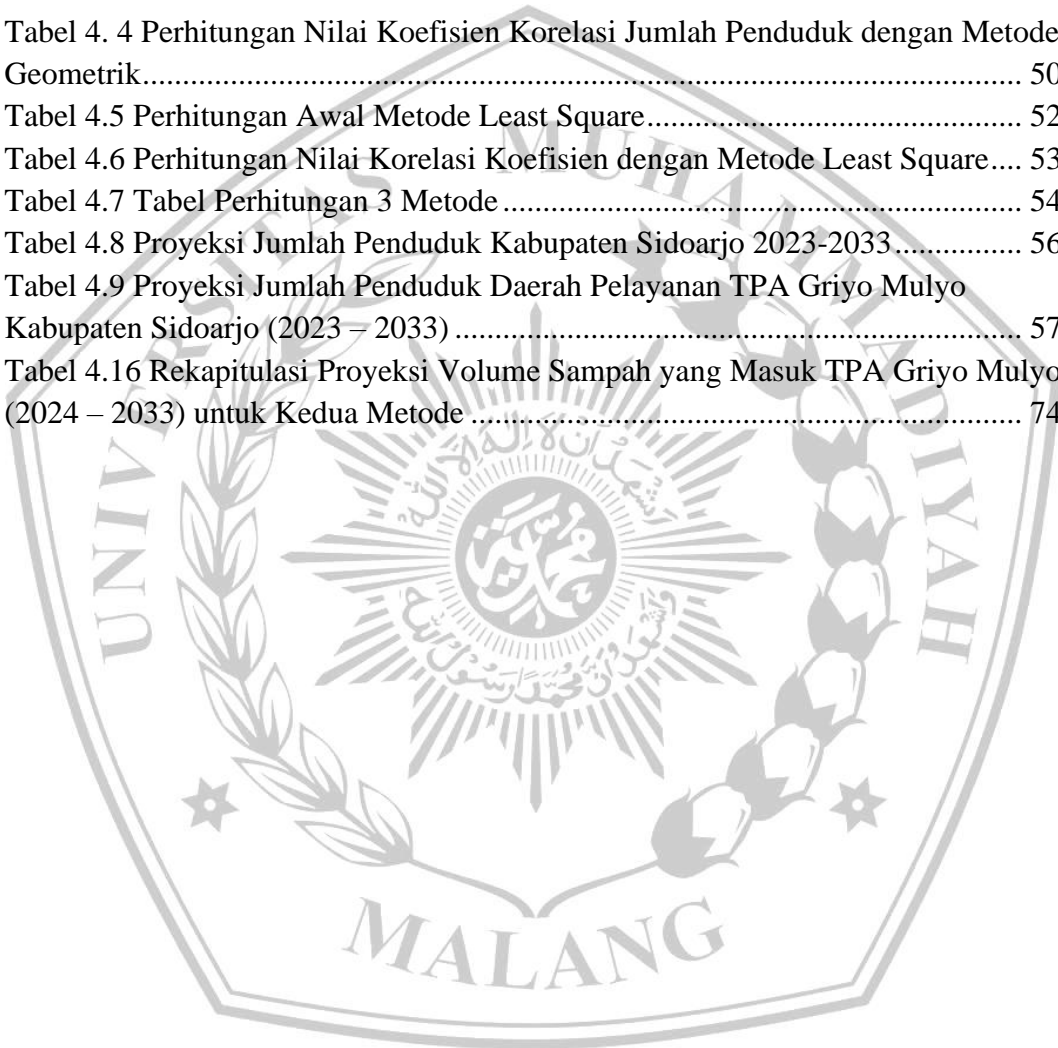 Tabel 4. 4 Perhitungan Nilai Koefisien Korelasi Jumlah Penduduk dengan Metode
Geometrik.............................................................................................................. 50
Tabel 4.5 Perhitungan Awal Metode Least Square............................................... 52
Tabel 4.6 Perhitungan Nilai Korelasi Koefisien dengan Metode Least Square.... 53
Tabel 4.7 Tabel Perhitungan 3 Metode ................................................................. 54
Tabel 4.8 Proyeksi Jumlah Penduduk Kabupaten Sidoarjo 2023-2033................ 56
Tabel 4.9 Proyeksi Jumlah Penduduk Daerah Pelayanan TPA Griyo Mulyo
Kabupaten Sidoarjo (2023 – 2033) ....................................................................... 57
Tabel 4.16 Rekapitulasi Proyeksi Volume Sampah yang Masuk TPA Griyo Mulyo
(2024 – 2033) untuk Kedua Metode ..................................................................... 74
UNIVERSITAS MUHAMMADIYAH
MALANG